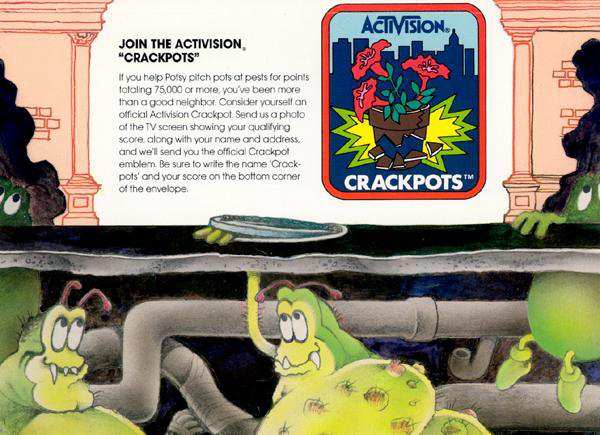 JOIN THE ACTIVISION®
"CRACKPOTS"
If you help Potsy pitch pots at pests for points
totaling 75,000 or more, you've been more
than a good neighbor. Consider yourself an
official Activision Crackpot. Send us a photo
of the TV screen showing your qualifying
score, along with your name and address,
and we'll send you the official Crackpot
emblem. Be sure to write the name 'Crack-
pots' and your score on the bottom corner
of the envelope.
ACTIVISION®
CRACKPOTS™